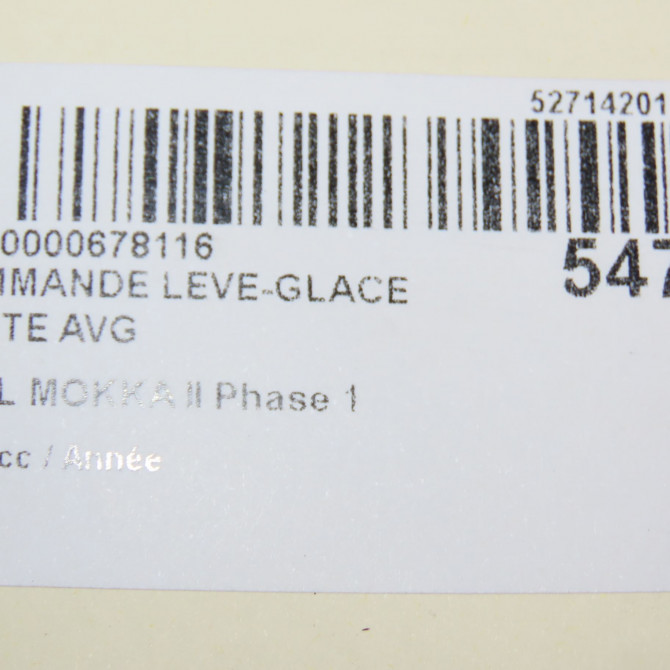 52714201
0000678116
547
MMANDE LEVE-GLACE
TE AVG
L MOKKA II Phase 1
cc / Année